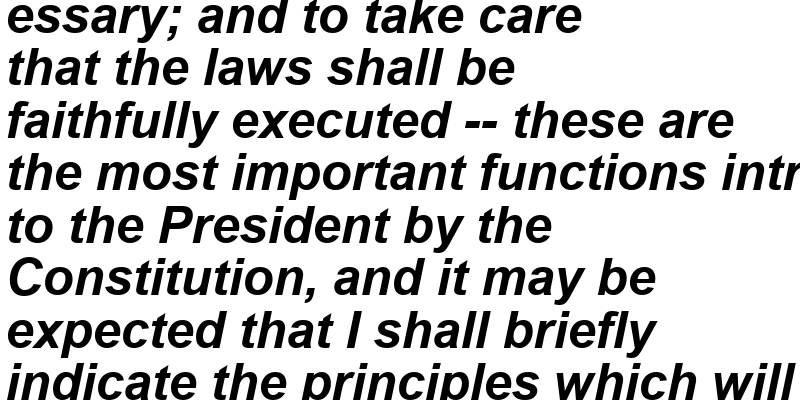 essary; and to take care
that the laws shall be
faithfully executed -- these are
the most important functions intr
to the President by the
Constitution, and it may be
expected that I shall briefly
indicate the principles which will